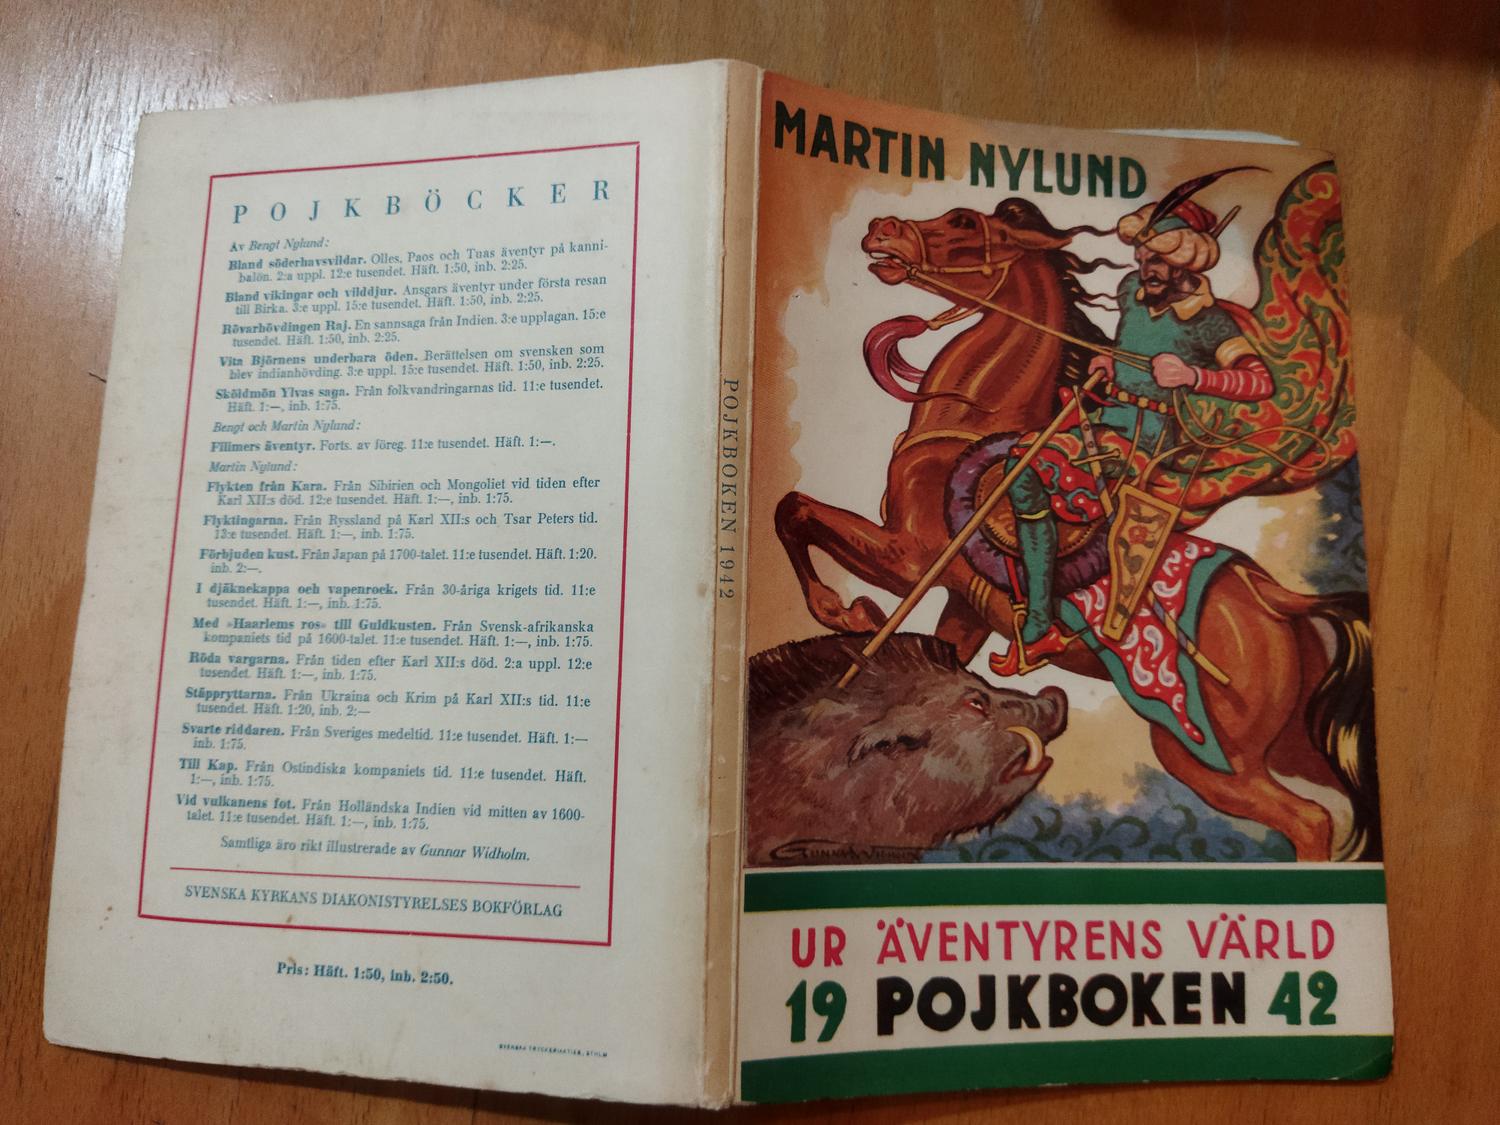 POJKBÖCKER
Av Bengt Nylund:
Bland söderhavsvildar. Olles, Paos och Tuas äventyr på kanni-
balön. 2:a uppl. 12:e tusendet. Häft. 1:50, inb. 2:25.
Bland vikingar och vilddjur. Ansgars äventyr under första resan
till Birka. 3:e uppl. 15:e tusendet. Häft. 1:50, inb. 2:25.
Rövarhövdingen Raj. En sannsaga från Indien. 3:e upplagan. 15:e
tusendet. Häft. 1:50, inb. 2:25.
Vita Björnens underbara öden. Berättelsen om svensken som
blev indianhövding. 3:e uppl. 15:e tusendet. Häft. 1:50, inb. 2:25.
Sköldmön Ylvas saga. Från folkvandringarnas tid. 11:e tusendet.
Häft. 1:—, inb. 1:75.
Bengt och Martin Nylund:
Filimers äventyr. Forts. av föreg. 11:e tusendet. Häft. 1:—.
Martin Nylund:
Flykten från Kara. Från Sibirien och Mongoliet vid tiden efter
Karl XII:s död. 12:e tusendet. Häft. 1:—, inb. 1:75.
Flyktingarna. Från Ryssland på Karl XII:s och Tsar Peters tid.
13:e tusendet. Häft. 1:—, inb. 1:75.
Förbjuden kust. Från Japan på 1700-talet. 11:e tusendet. Häft. 1:20.
inb. 2:—.
I djäknekappa och vapenrock. Från 30-åriga krigets tid. 11:e
tusendet. Häft. 1:—, inb. 1:75.
Med »Haarlems ros» till Guldkusten. Från Svensk-afrikanska
kompaniets tid på 1600-talet. 11:e tusendet. Häft. 1:—, inb. 1:75.
Röda vargarna. Från tiden efter Karl XII:s död. 2:a uppl. 12:e
tusendet. Häft. 1:—, inb. 1:75.
Stäppryttarna. Från Ukraina och Krim på Karl XII:s tid. 11:e
tusendet. Häft. 1:20, inb. 2:—
Svarte riddaren. Från Sveriges medeltid. 11:e tusendet. Häft. 1:—
inb. 1:75.
Till Kap. Från Ostindiska kompaniets tid. 11:e tusendet. Häft.
1:—, inb. 1:75.
Vid vulkanens fot. Från Holländska Indien vid mitten av 1600-
talet. 11:e tusendet. Häft. 1:—, inb. 1:75.
Samtliga äro rikt illustrerade av Gunnar Widholm.
SVENSKA KYRKANS DIAKONISTYRELSES BOKFÖRLAG
Pris: Häft. 1:50, inb. 2:50.
POJKBOKEN 1942
MARTIN NYLUND
UR ÄVENTYRENS VÄRLD
19 POJKBOKEN 42